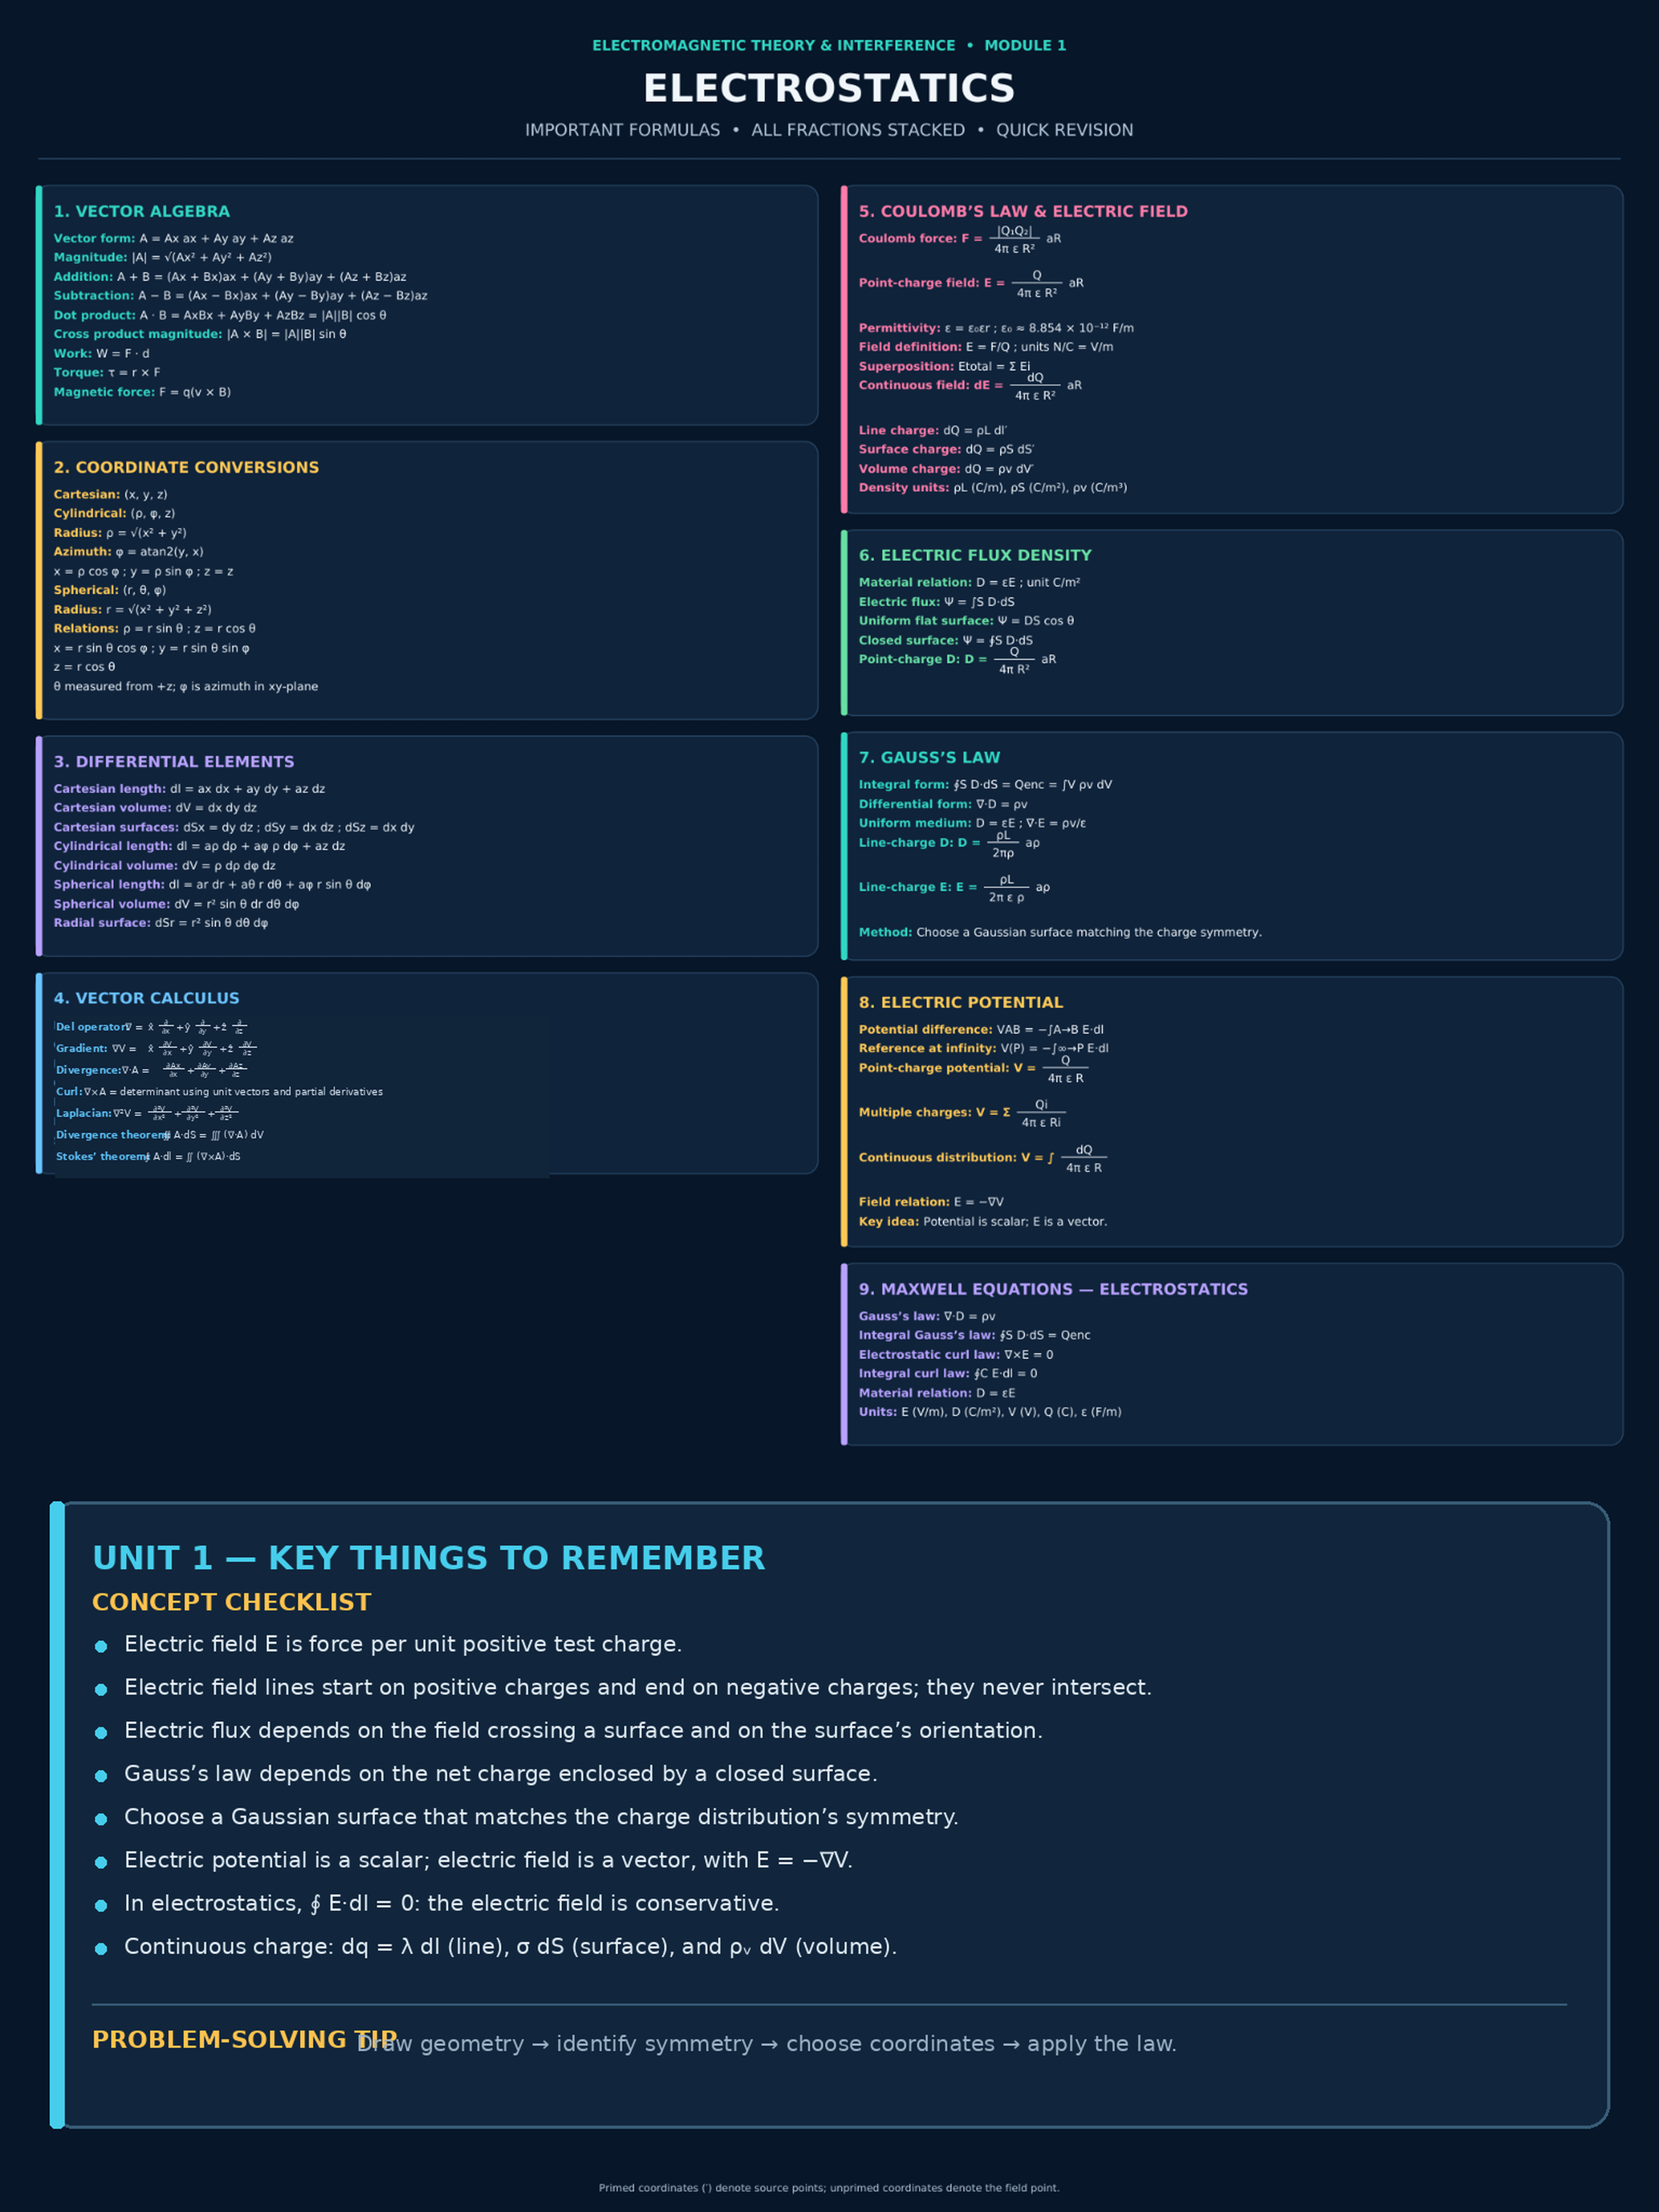 ELECTROMAGNETIC THEORY & INTERFERENCE • MODULE 1
ELECTROSTATICS
IMPORTANT FORMULAS • ALL FRACTIONS STACKED • QUICK REVISION
1. VECTOR ALGEBRA
Vector form: A = Ax ax + Ay ay + Az az
Magnitude: |A| = √(Ax² + Ay² + Az²)
Addition: A + B = (Ax + Bx)ax + (Ay + By)ay + (Az + Bz)az
Subtraction: A − B = (Ax − Bx)ax + (Ay − By)ay + (Az − Bz)az
Dot product: A · B = AxBx + AyBy + AzBz = |A||B| cos θ
Cross product magnitude: |A × B| = |A||B| sin θ
Work: W = F · d
Torque: τ = r × F
Magnetic force: F = q(v × B)
2. COORDINATE CONVERSIONS
Cartesian: (x, y, z)
Cylindrical: (ρ, φ, z)
Radius: ρ = √(x² + y²)
Azimuth: φ = atan2(y, x)
x = ρ cos φ ; y = ρ sin φ ; z = z
Spherical: (r, θ, φ)
Radius: r = √(x² + y² + z²)
Relations: ρ = r sin θ ; z = r cos θ
x = r sin θ cos φ ; y = r sin θ sin φ
z = r cos θ
θ measured from +z; φ is azimuth in xy-plane
3. DIFFERENTIAL ELEMENTS
Cartesian length: dl = ax dx + ay dy + az dz
Cartesian volume: dV = dx dy dz
Cartesian surfaces: dSx = dy dz ; dSy = dx dz ; dSz = dx dy
Cylindrical length: dl = aρ dρ + aφ ρ dφ + az dz
Cylindrical volume: dV = ρ dρ dφ dz
Spherical length: dl = ar dr + aθ r dθ + aφ r sin θ dφ
Spherical volume: dV = r² sin θ dr dθ dφ
Radial surface: dSr = r² sin θ dθ dφ
4. VECTOR CALCULUS
Del operator: ∇ = x̂ ∂/∂x + ŷ ∂/∂y + ẑ ∂/∂z
Gradient: ∇V = x̂ ∂V/∂x + ŷ ∂V/∂y + ẑ ∂V/∂z
Divergence: ∇·A = ∂Ax/∂x + ∂Ay/∂y + ∂Az/∂z
Curl: ∇×A = determinant using unit vectors and partial derivatives
Laplacian: ∇²V = ∂²V/∂x² + ∂²V/∂y² + ∂²V/∂z²
Divergence theorem: ∯ A·dS = ∭ (∇·A) dV
Stokes’ theorem: ∮ A·dl = ∬ (∇×A)·dS
5. COULOMB’S LAW & ELECTRIC FIELD
Coulomb force: F = |Q₁Q₂| / 4π ε R² aR
Point-charge field: E = Q / 4π ε R² aR
Permittivity: ε = ε₀εr ; ε₀ ≈ 8.854 × 10⁻¹² F/m
Field definition: E = F/Q ; units N/C = V/m
Superposition: Etotal = Σ Ei
Continuous field: dE = dQ / 4π ε R² aR
Line charge: dQ = ρL dl′
Surface charge: dQ = ρS dS′
Volume charge: dQ = ρv dV′
Density units: ρL (C/m), ρS (C/m²), ρv (C/m³)
6. ELECTRIC FLUX DENSITY
Material relation: D = εE ; unit C/m²
Electric flux: Ψ = ∫S D·dS
Uniform flat surface: Ψ = DS cos θ
Closed surface: Ψ = ∮S D·dS
Point-charge D: D = Q / 4π R² aR
7. GAUSS’S LAW
Integral form: ∮S D·dS = Qenc = ∫V ρv dV
Differential form: ∇·D = ρv
Uniform medium: D = εE ; ∇·E = ρv/ε
Line-charge D: D = ρL / 2πρ aρ
Line-charge E: E = ρL / 2π ε ρ aρ
Method: Choose a Gaussian surface matching the charge symmetry.
8. ELECTRIC POTENTIAL
Potential difference: VAB = −∫A→B E·dl
Reference at infinity: V(P) = −∫∞→P E·dl
Point-charge potential: V = Q / 4π ε R
Multiple charges: V = Σ Qi / 4π ε Ri
Continuous distribution: V = ∫ dQ / 4π ε R
Field relation: E = −∇V
Key idea: Potential is scalar; E is a vector.
9. MAXWELL EQUATIONS — ELECTROSTATICS
Gauss’s law: ∇·D = ρv
Integral Gauss’s law: ∮S D·dS = Qenc
Electrostatic curl law: ∇×E = 0
Integral curl law: ∮C E·dl = 0
Material relation: D = εE
Units: E (V/m), D (C/m²), V (V), Q (C), ε (F/m)
UNIT 1 — KEY THINGS TO REMEMBER
CONCEPT CHECKLIST
● Electric field E is force per unit positive test charge.
● Electric field lines start on positive charges and end on negative charges; they never intersect.
● Electric flux depends on the field crossing a surface and on the surface’s orientation.
● Gauss’s law depends on the net charge enclosed by a closed surface.
● Choose a Gaussian surface that matches the charge distribution’s symmetry.
● Electric potential is a scalar; electric field is a vector, with E = −∇V.
● In electrostatics, ∮ E·dl = 0: the electric field is conservative.
● Continuous charge: dq = λ dl (line), σ dS (surface), and ρᵥ dV (volume).
PROBLEM-SOLVING TIP Draw geometry → identify symmetry → choose coordinates → apply the law.
Primed coordinates (′) denote source points; unprimed coordinates denote the field point.